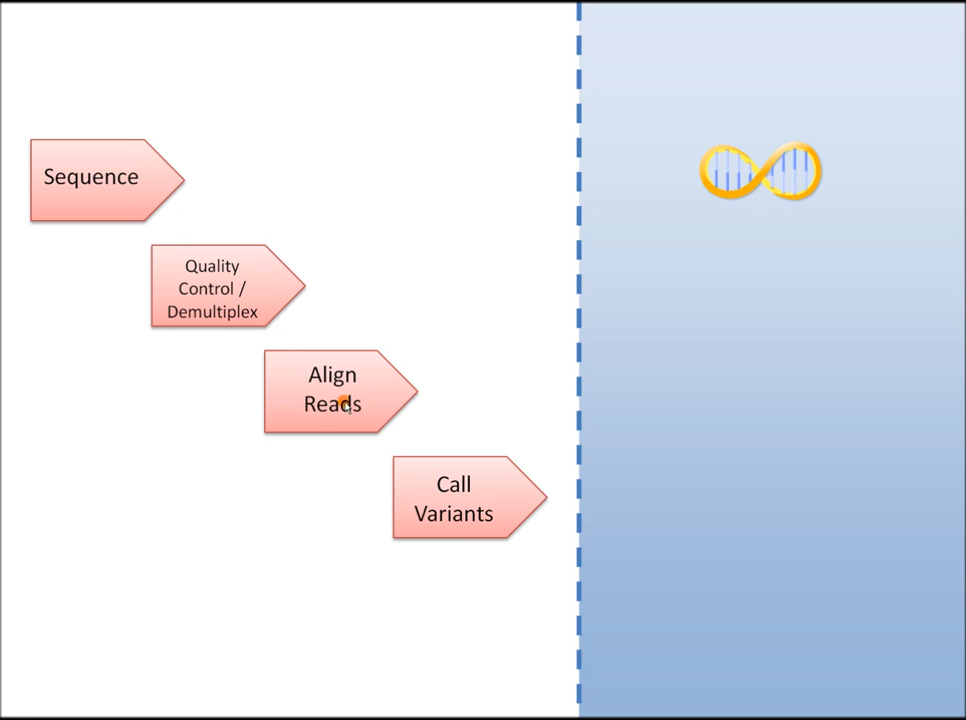 Sequence
Quality
Control /
Demultiplex
Align
Reads
Call
Variants